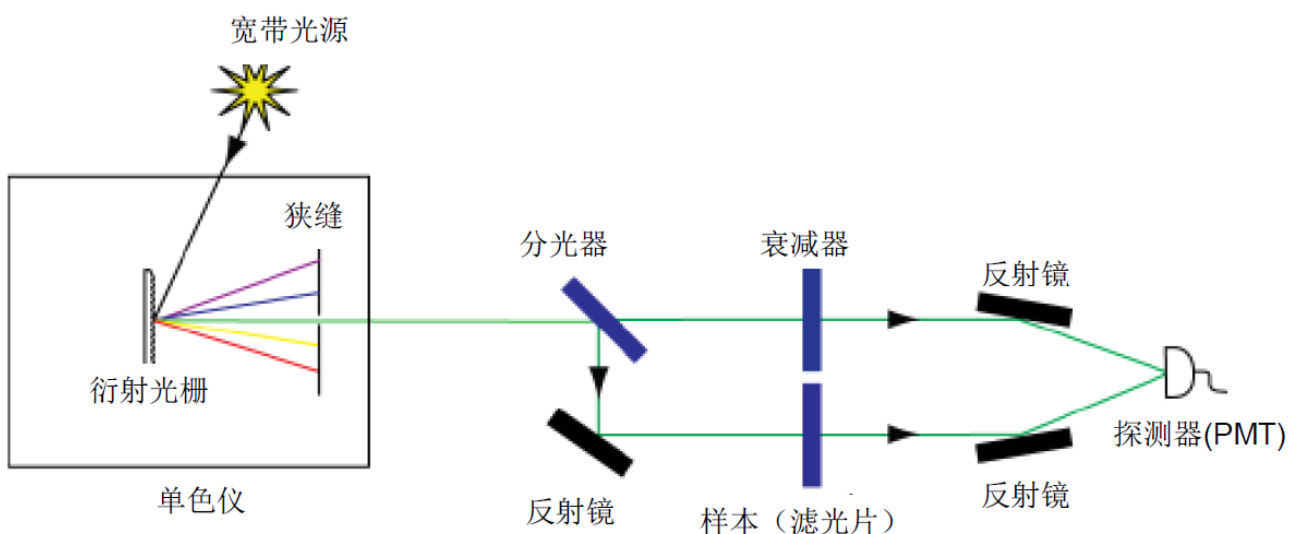 宽带光源
狭缝
分光器
衰减器
反射镜
衍射光栅
探测器(PMT)
单色仪
反射镜
样本（滤光片）
反射镜